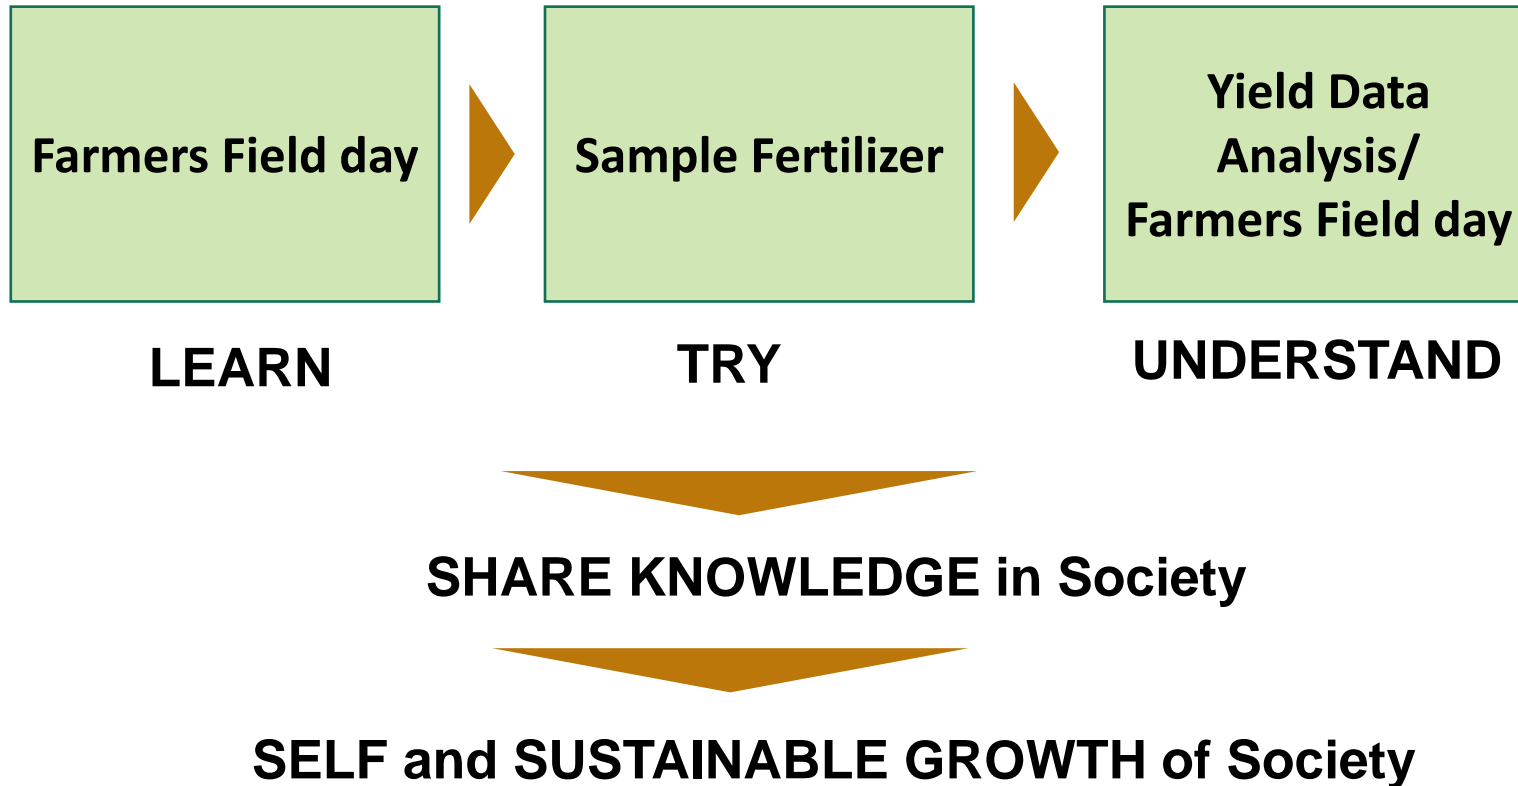 Farmers Field day
Sample Fertilizer
Yield Data
Analysis/
Farmers Field day
LEARN
TRY
UNDERSTAND
SHARE KNOWLEDGE in Society
SELF and SUSTAINABLE GROWTH of Society